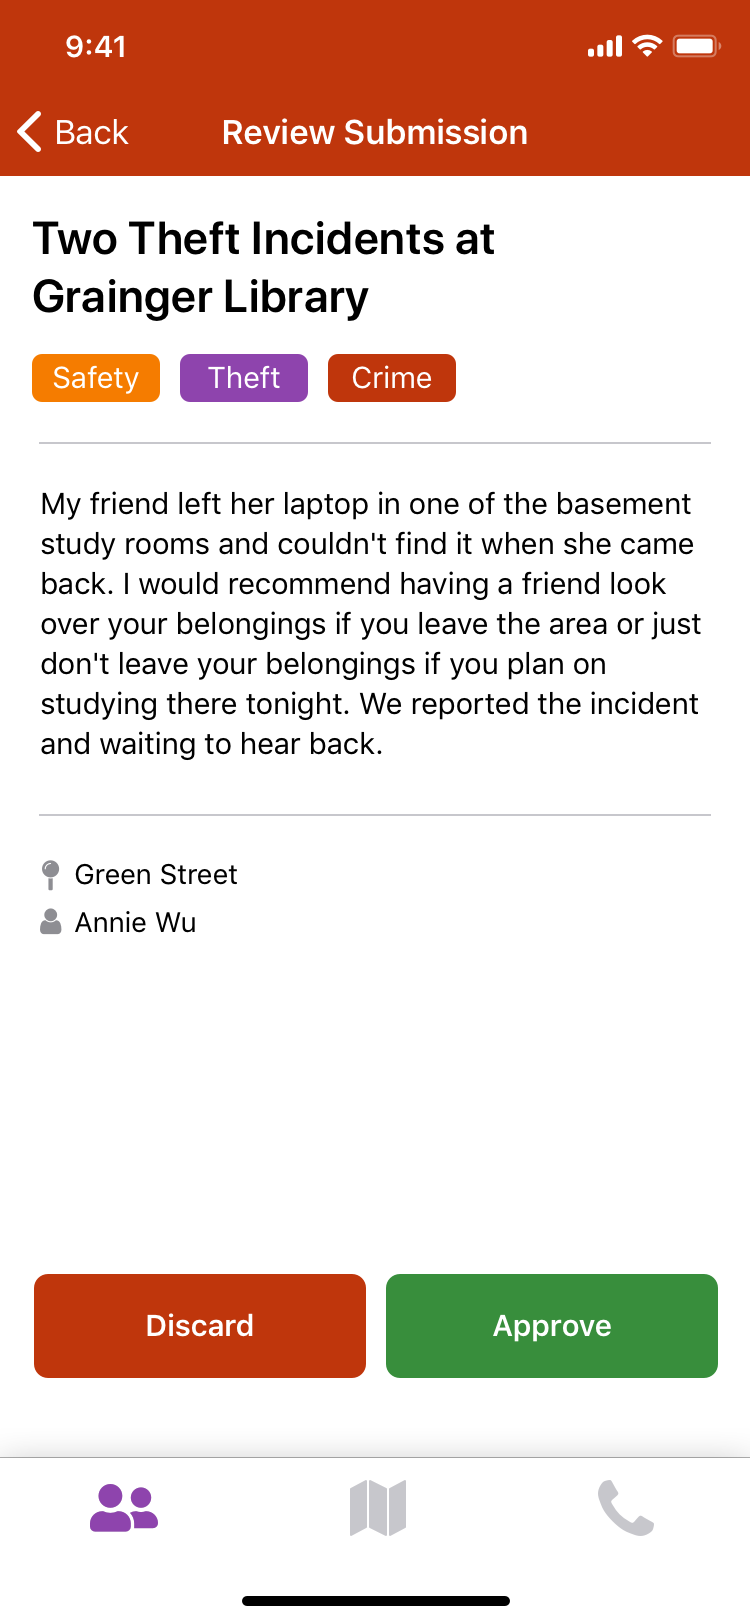 9:41
Back
Review Submission
Two Theft Incidents at
Grainger Library
Safety
Theft
Crime
My friend left her laptop in one of the basement
study rooms and couldn't find it when she came
back. I would recommend having a friend look
over your belongings if you leave the area or just
don't leave your belongings if you plan on
studying there tonight. We reported the incident
and waiting to hear back.
Green Street
Annie Wu
Discard
Approve